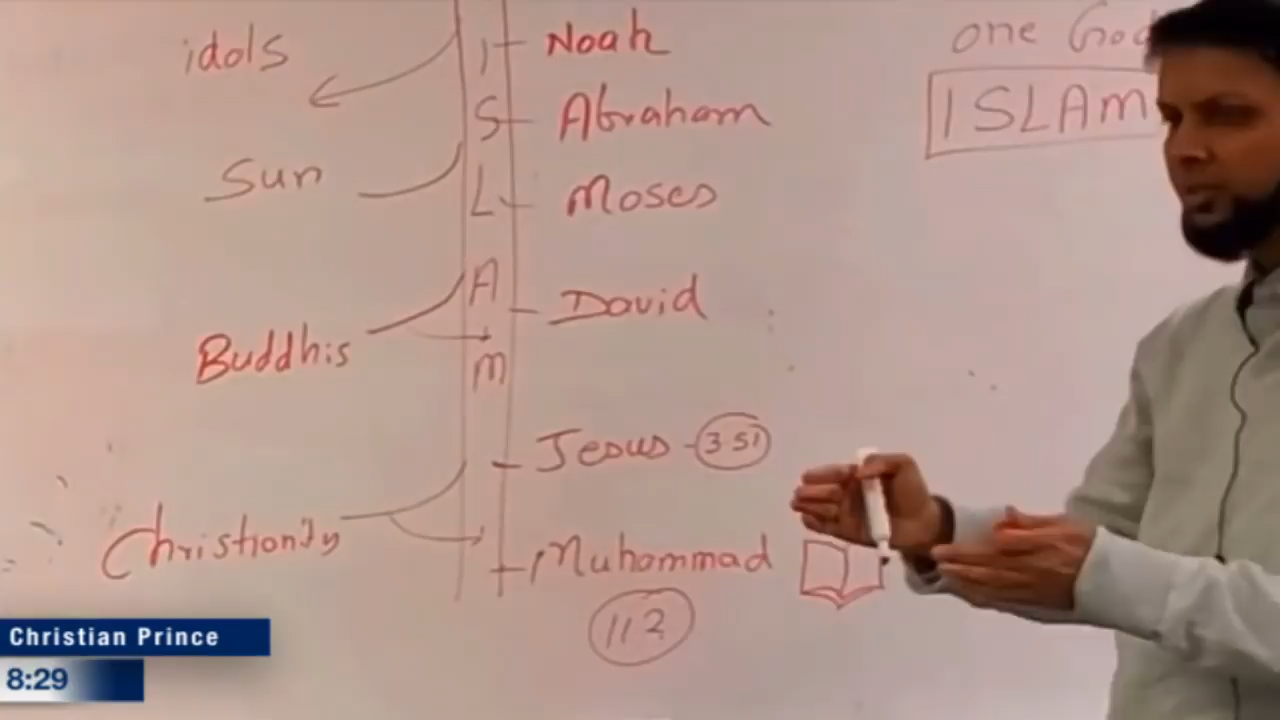 one God
ISLAM
idols
I
Noah
S
Abraham
Sun
L
Moses
A
David
Buddhis
M
Jesus - 3.51
Christionity
Muhammad
112
Christian Prince
8:29